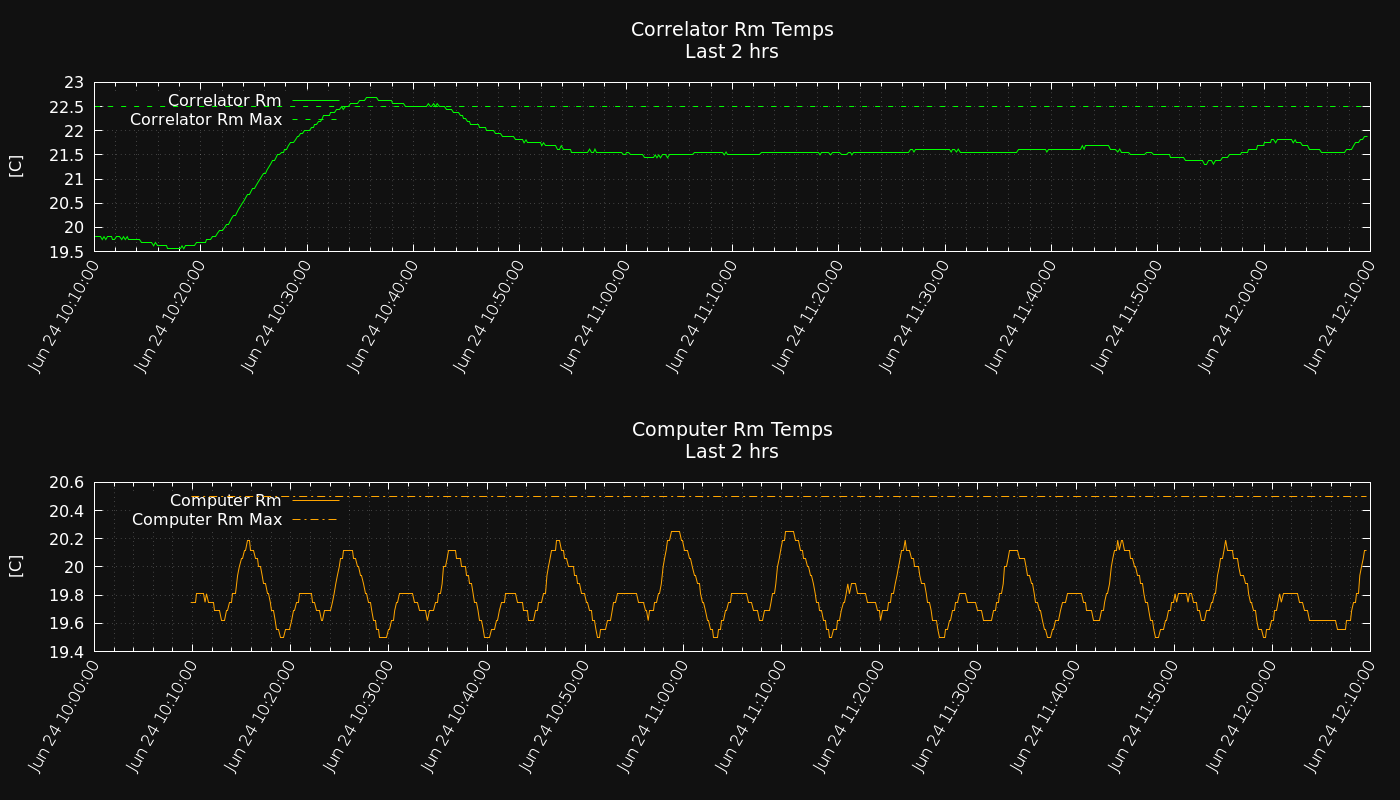 Correlator Rm Temps
Last 2 hrs
23
22.5
22
21.5
21
20.5
20
19.5
[C]
Correlator Rm
Correlator Rm Max
Jun 24 10:10:00
Jun 24 10:20:00
Jun 24 10:30:00
Jun 24 10:40:00
Jun 24 10:50:00
Jun 24 11:00:00
Jun 24 11:10:00
Jun 24 11:20:00
Jun 24 11:30:00
Jun 24 11:40:00
Jun 24 11:50:00
Jun 24 12:00:00
Jun 24 12:10:00
Computer Rm Temps
Last 2 hrs
20.6
20.4
20.2
20
19.8
19.6
19.4
[C]
Computer Rm
Computer Rm Max
Jun 24 10:00:00
Jun 24 10:10:00
Jun 24 10:20:00
Jun 24 10:30:00
Jun 24 10:40:00
Jun 24 10:50:00
Jun 24 11:00:00
Jun 24 11:10:00
Jun 24 11:20:00
Jun 24 11:30:00
Jun 24 11:40:00
Jun 24 11:50:00
Jun 24 12:00:00
Jun 24 12:10:00